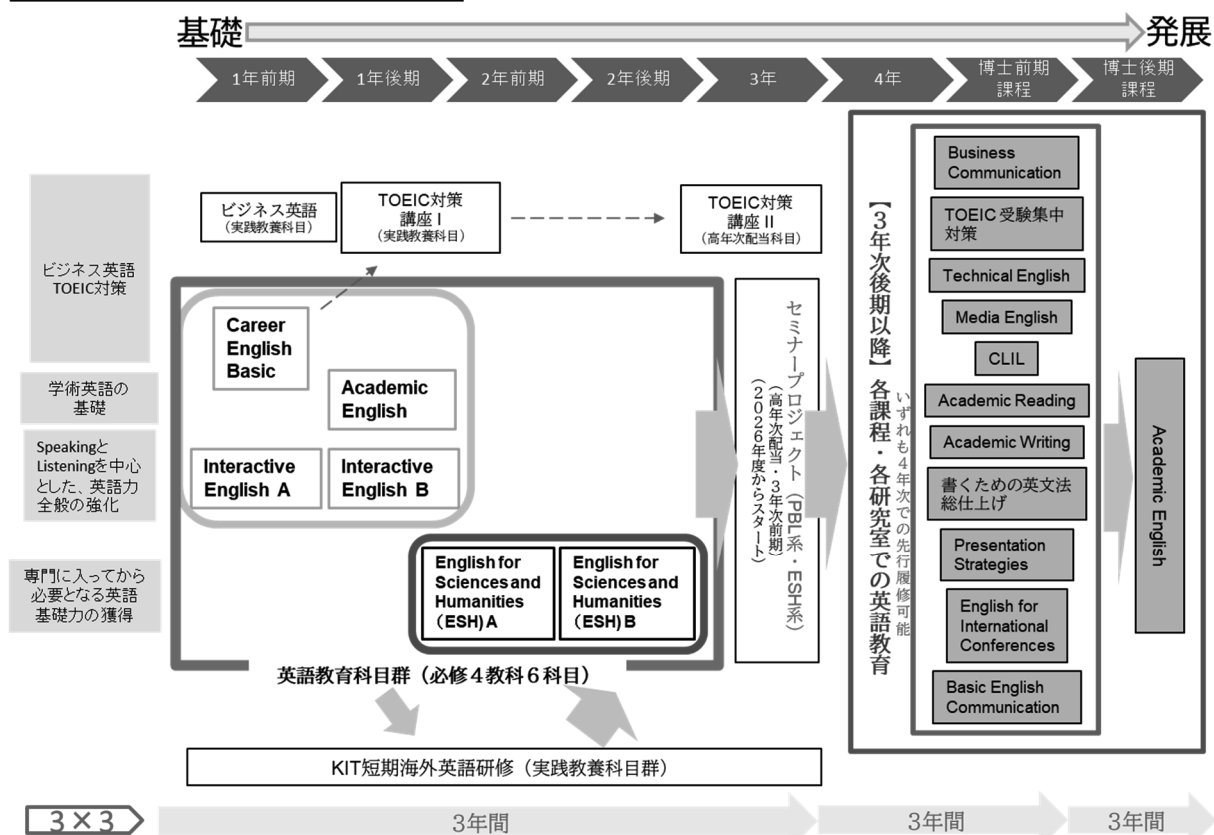 基礎
発展
1年前期
1年後期
2年前期
2年後期
3年
4年
博士前期
課程
博士後期
課程
ビジネス英語
TOEIC対策
学術英語の
基礎
Speakingと
Listeningを中心
とした、英語力
全般の強化
専門に入ってから
必要となる英語
基礎力の獲得
ビジネス英語
(実践教養科目)
TOEIC対策
講座Ⅰ
(実践教養科目)
TOEIC対策
講座Ⅱ
(高年次配当科目)
Career
English
Basic
Academic
English
Interactive
English A
Interactive
English B
English for
Sciences and
Humanities
(ESH) A
English for
Sciences and
Humanities
(ESH) B
英語教育科目群（必修４教科６科目）
KIT短期海外英語研修（実践教養科目群）
セミナープロジェクト（PBL系・ESH系）
（高年次配当・３年次前期）
（２０２６年度からスタート）
【３年次後期以降】各課程・各研究室での英語教育
いずれも４年次での先行履修可能
Business
Communication
TOEIC 受験集中
対策
Technical English
Media English
CLIL
Academic Reading
Academic Writing
書くための英文法
総仕上げ
Presentation
Strategies
English for
International
Conferences
Basic English
Communication
Academic English
３×３
3年間
3年間
3年間